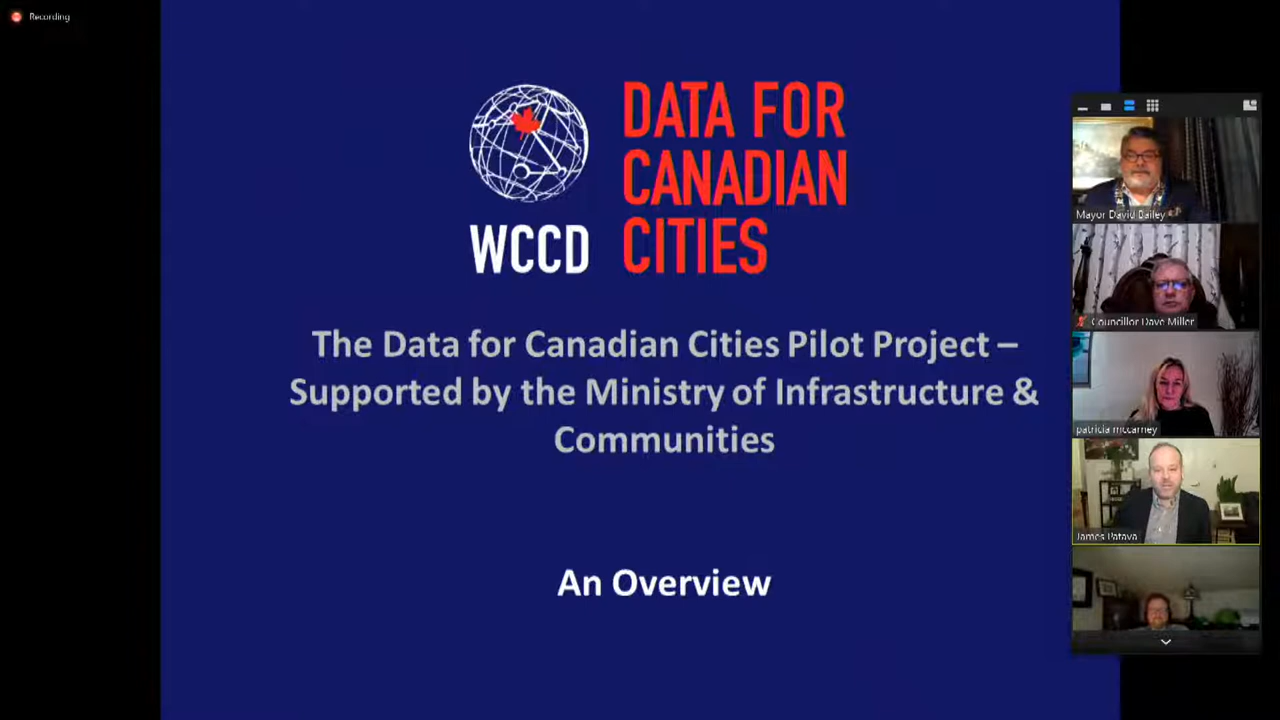 Recording
WCCD
DATA FOR
CANADIAN
CITIES
The Data for Canadian Cities Pilot Project –
Supported by the Ministry of Infrastructure &
Communities
An Overview
Mayor David Bailey
Councillor Dave Miller
patricia mccarney
James Patava